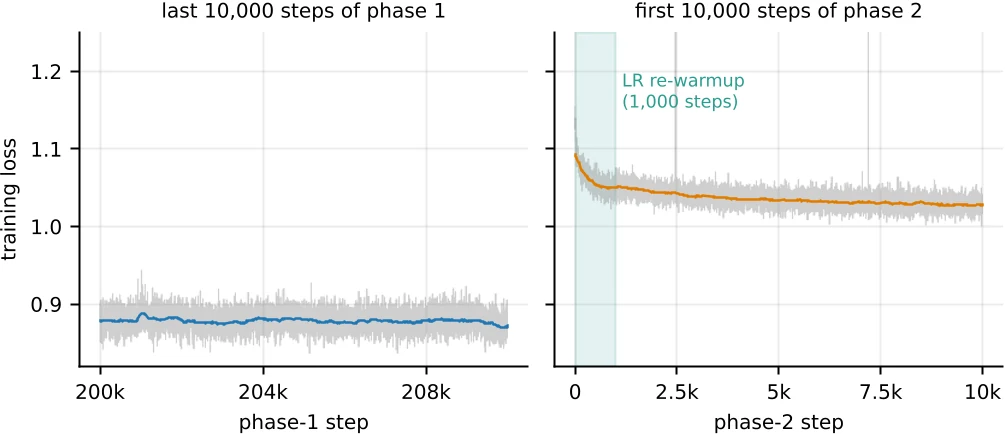 last 10,000 steps of phase 1
first 10,000 steps of phase 2
training loss
1.2
1.1
1.0
0.9
LR re-warmup
(1,000 steps)
200k
204k
208k
0
2.5k
5k
7.5k
10k
phase-1 step
phase-2 step